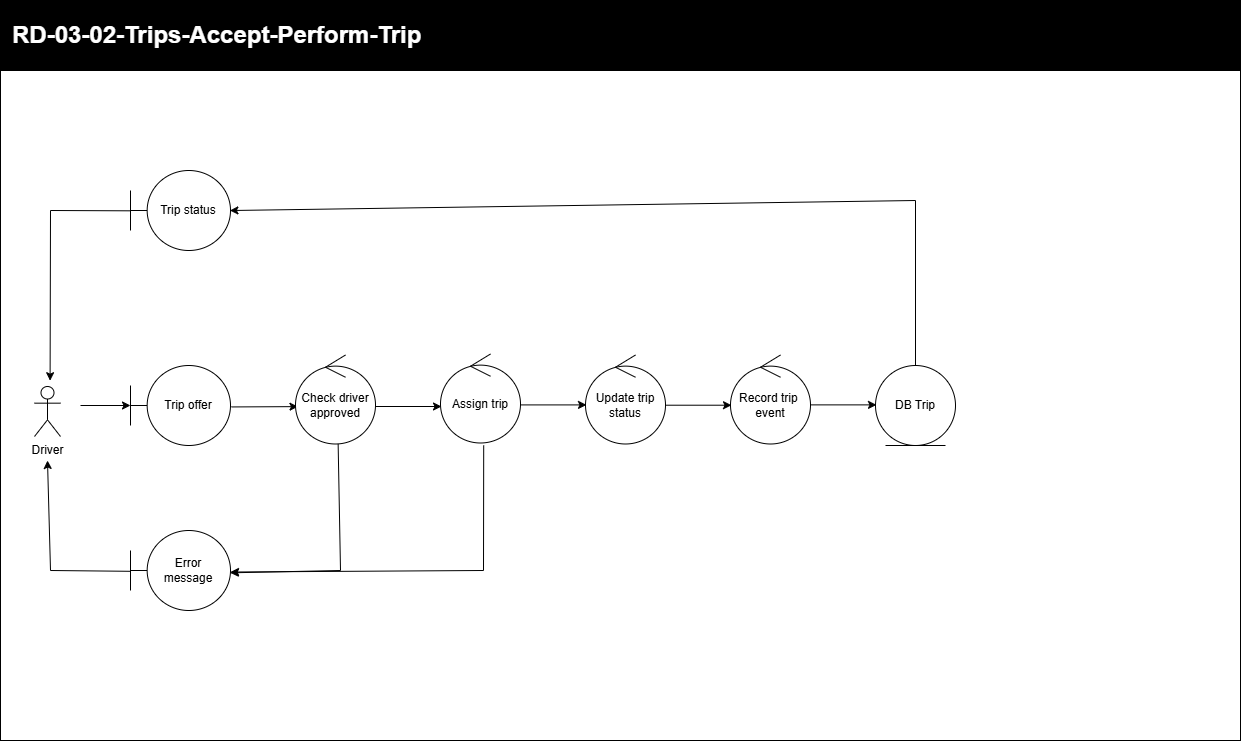 RD-03-02-Trips-Accept-Perform-Trip
Trip status
Driver
Trip offer
Check driver
approved
Assign trip
Update trip
status
Record trip
event
DB Trip
Error
message